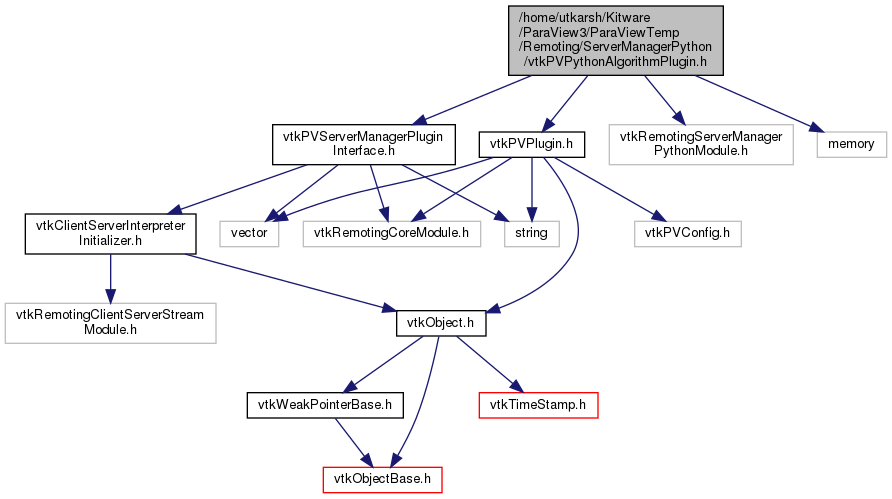 /home/utkarsh/Kitware
/ParaView3/ParaViewTemp
/Remoting/ServerManagerPython
/vtkPVPythonAlgorithmPlugin.h
vtkPVServerManagerPlugin
Interface.h
vtkPVPlugin.h
vtkRemotingServerManager
PythonModule.h
memory
vtkClientServerInterpreter
Initializer.h
vector
vtkRemotingCoreModule.h
string
vtkPVConfig.h
vtkRemotingClientServerStream
Module.h
vtkObject.h
vtkWeakPointerBase.h
vtkTimeStamp.h
vtkObjectBase.h